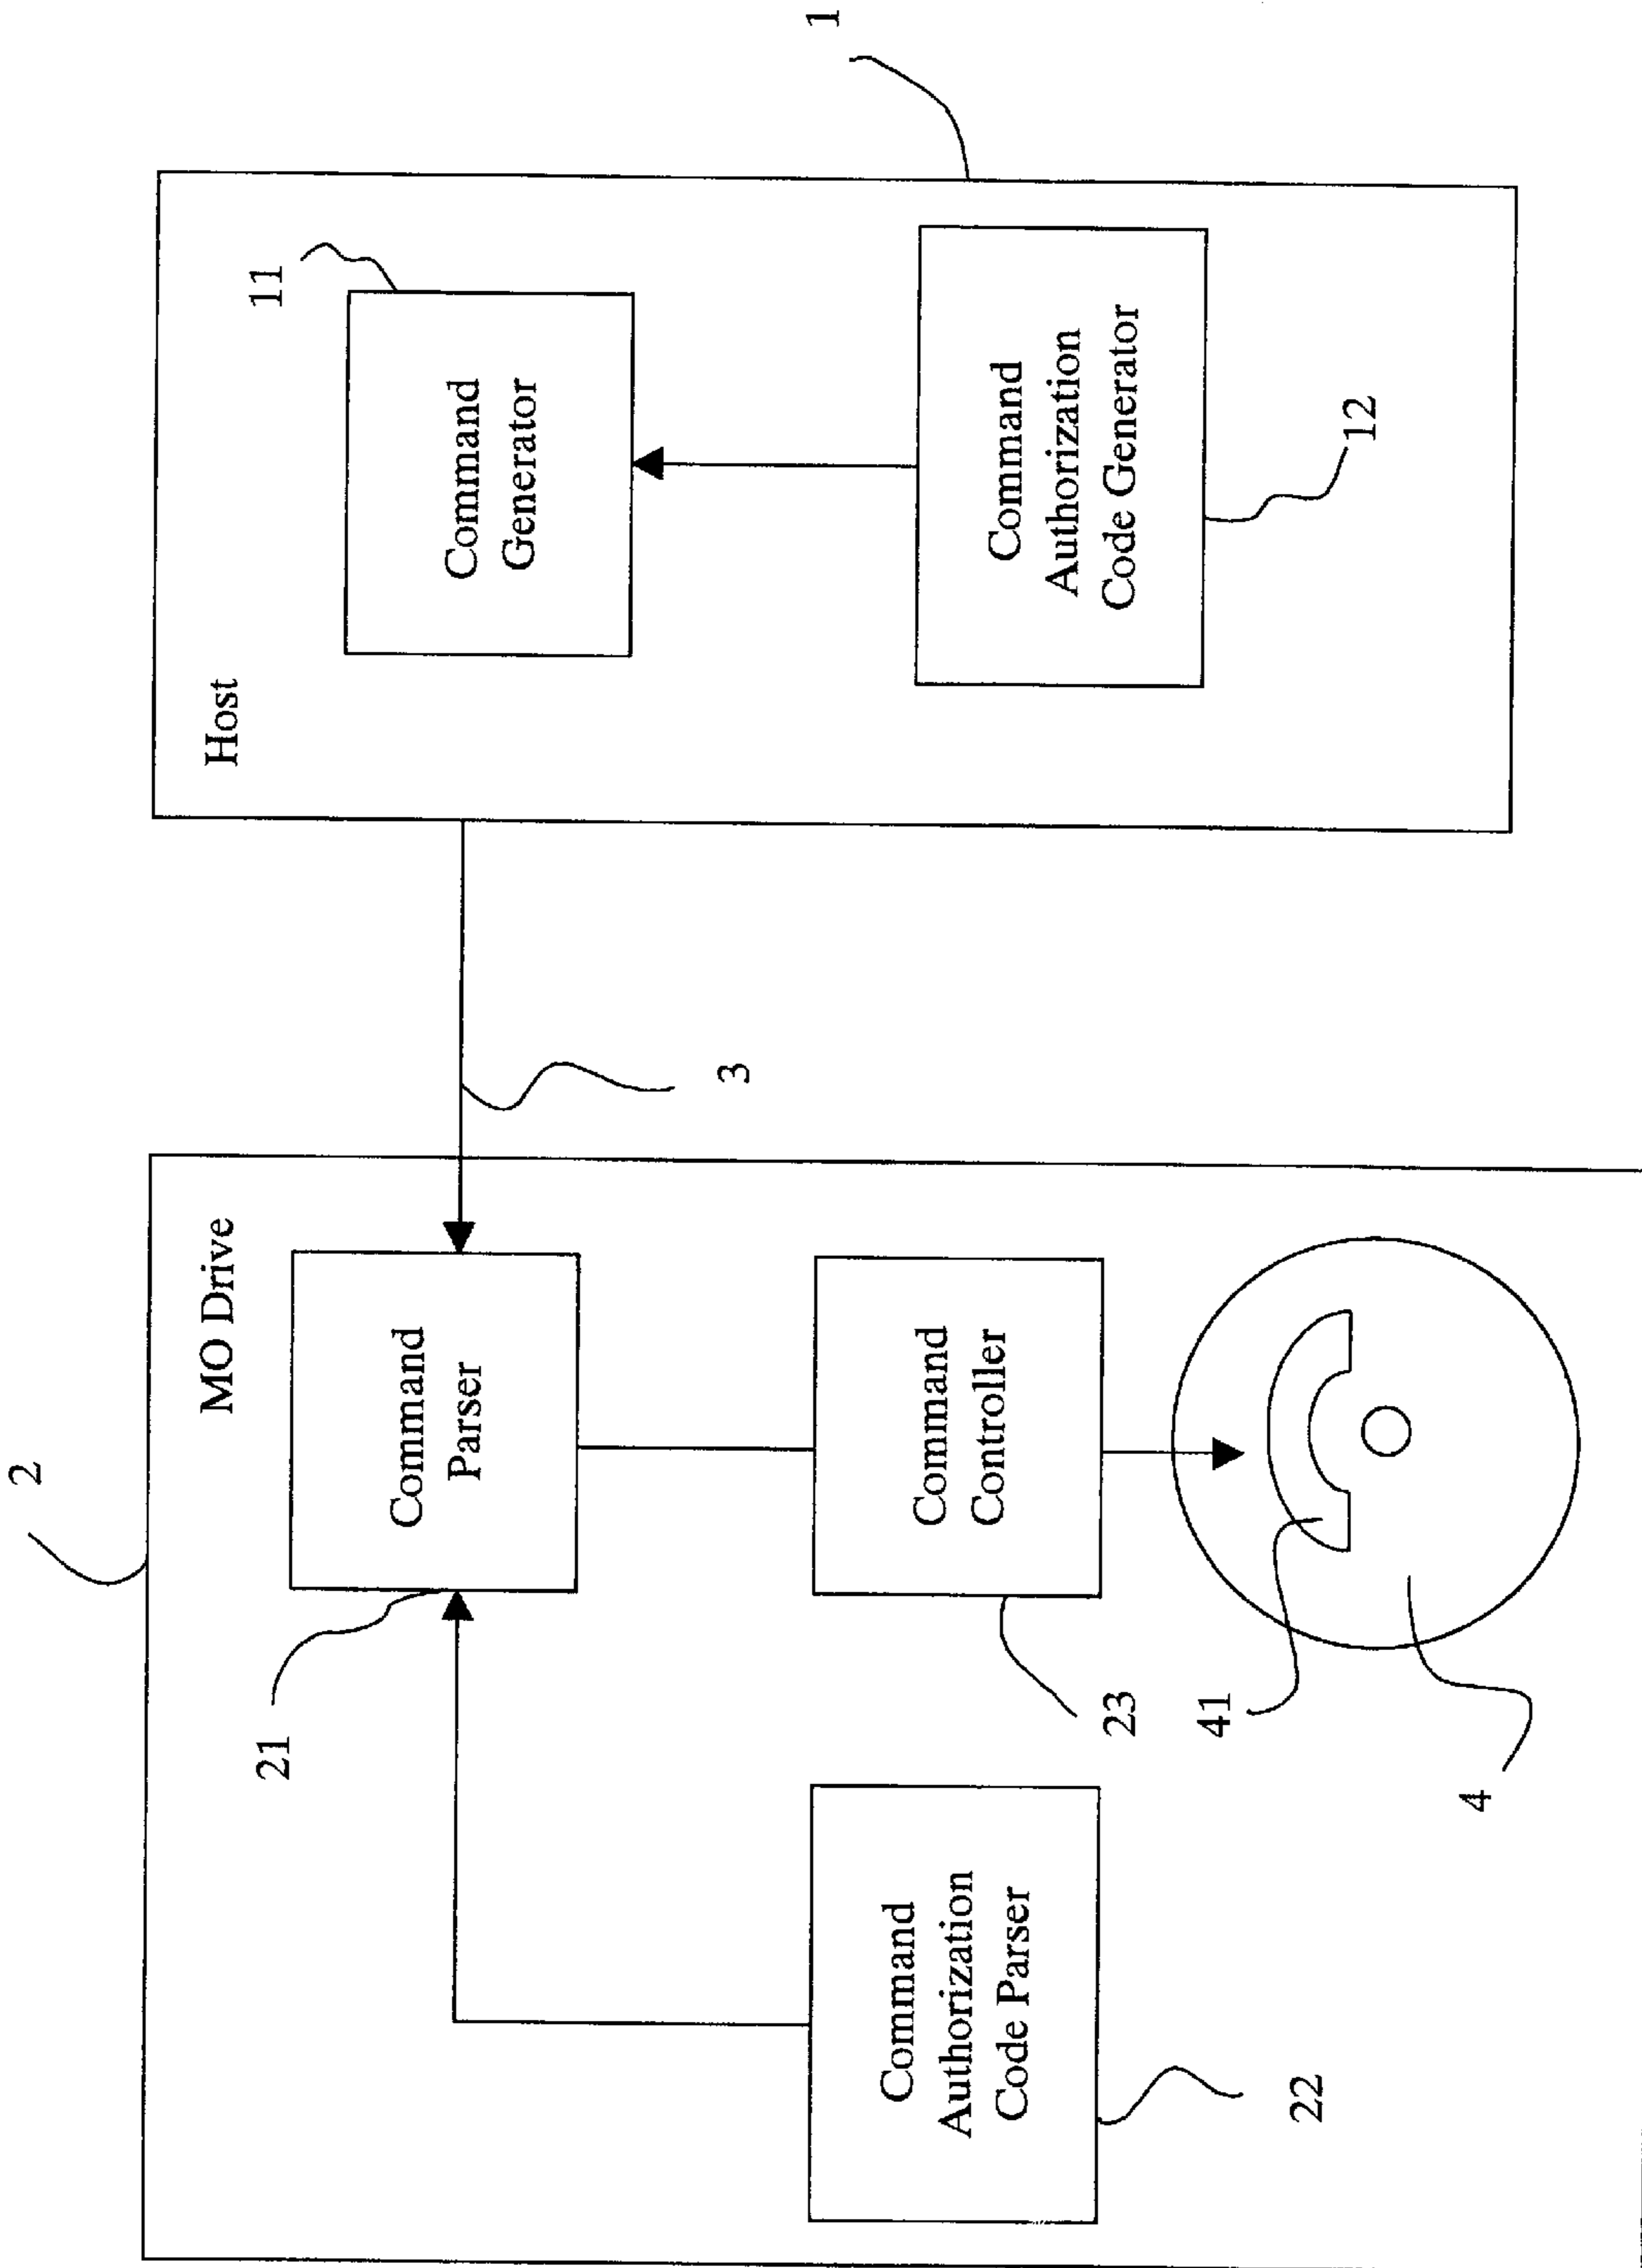 2
MO Drive
21
Command
Parser
Command
Authorization
Code Parser
22
Command
Controller
23
41
4
3
Host
11
Command
Generator
1
Command
Authorization
Code Generator
12